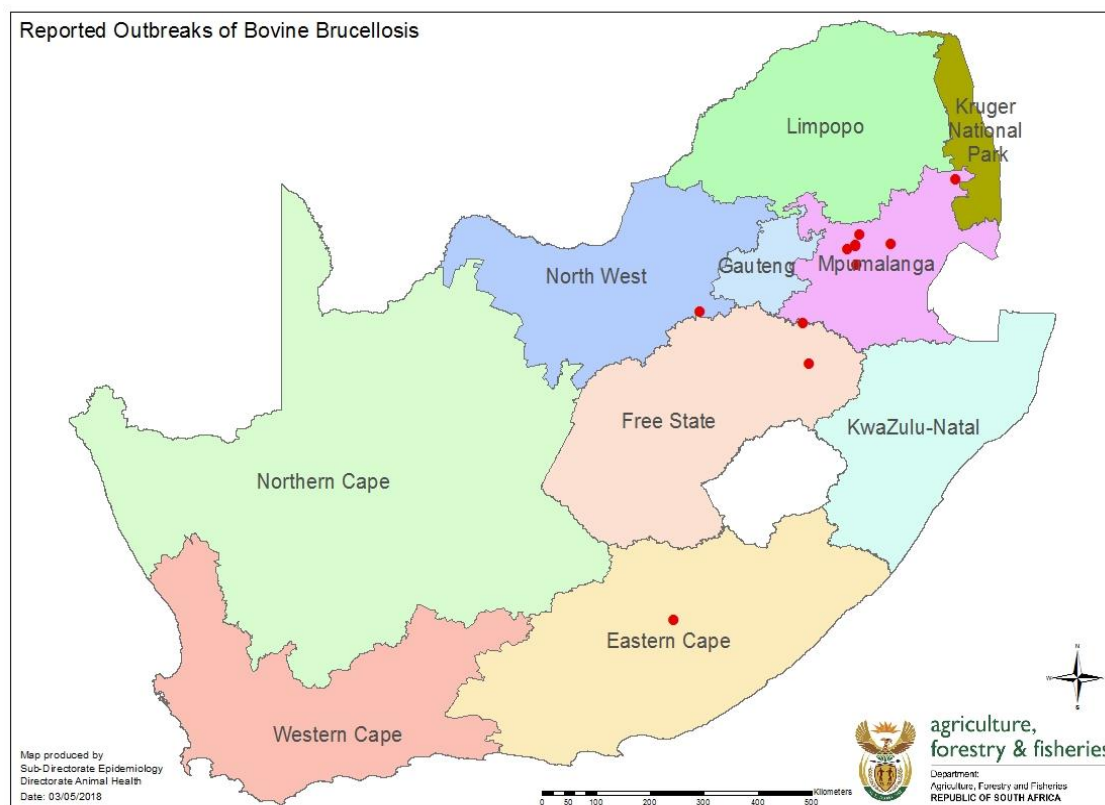 Reported Outbreaks of Bovine Brucellosis
Kruger
National
Park
Limpopo
North West
Gauteng
Mpumalanga
Free State
KwaZulu-Natal
Northern Cape
Eastern Cape
Western Cape
N
W
S
Map produced by
Sub-Directorate Epidemiology
Directorate Animal Health
Date: 03/05/2018
Kilometers
0 50 100 200 300 400 500
agriculture,
forestry & fisheries
Department:
Agriculture, Forestry and Fisheries
REPUBLIC OF SOUTH AFRICA